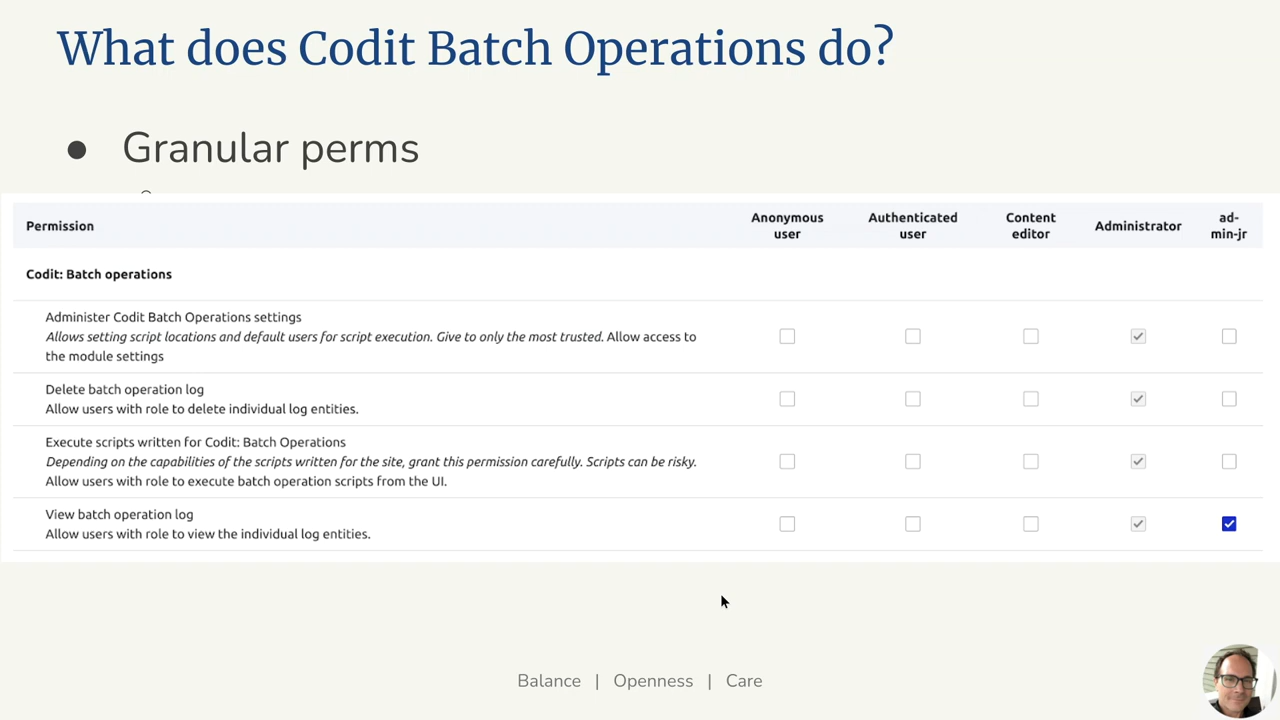 What does Codit Batch Operations do?
● Granular perms
Permission
Anonymous
user
Authenticated
user
Content
editor
Administrator
ad-
min-jr
Codit: Batch operations
Administer Codit Batch Operations settings
Allows setting script locations and default users for script execution. Give to only the most trusted. Allow access to
the module settings
Delete batch operation log
Allow users with role to delete individual log entities.
Execute scripts written for Codit: Batch Operations
Depending on the capabilities of the scripts written for the site, grant this permission carefully. Scripts can be risky.
Allow users with role to execute batch operation scripts from the UI.
View batch operation log
Allow users with role to view the individual log entities.
Balance | Openness | Care